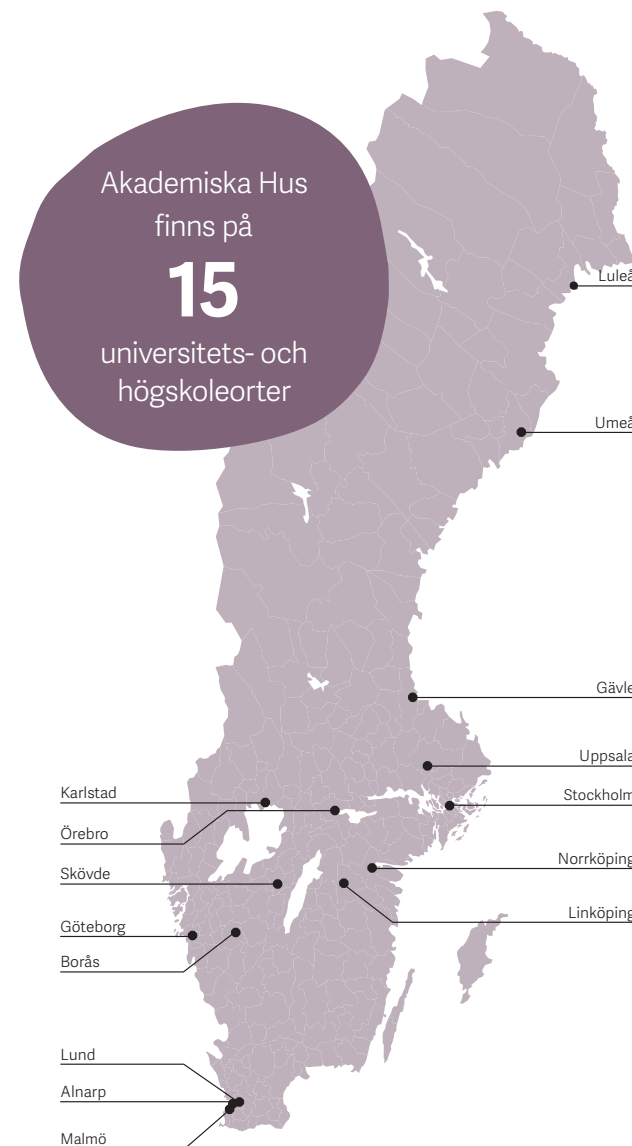 Akademiska Hus
finns på
15
universitets- och
högskoleorter
Luleå
Umeå
Gävle
Uppsala
Stockholm
Norrköping
Linköping
Karlstad
Örebro
Skövde
Göteborg
Borås
Lund
Alnarp
Malmö